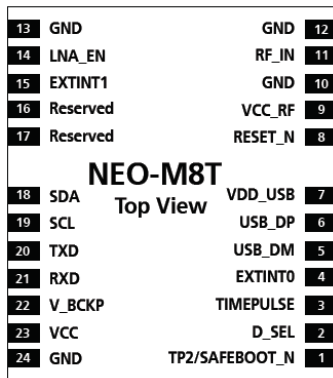 13 GND GND 12
14 LNA_EN RF_IN 11
15 EXTINT1 GND 10
16 Reserved VCC_RF 9
17 Reserved RESET_N 8
NEO-M8T
Top View
18 SDA VDD_USB 7
19 SCL USB_DP 6
20 TXD USB_DM 5
21 RXD EXTINT0 4
22 V_BCKP TIMEPULSE 3
23 VCC D_SEL 2
24 GND TP2/SAFEBOOT_N 1